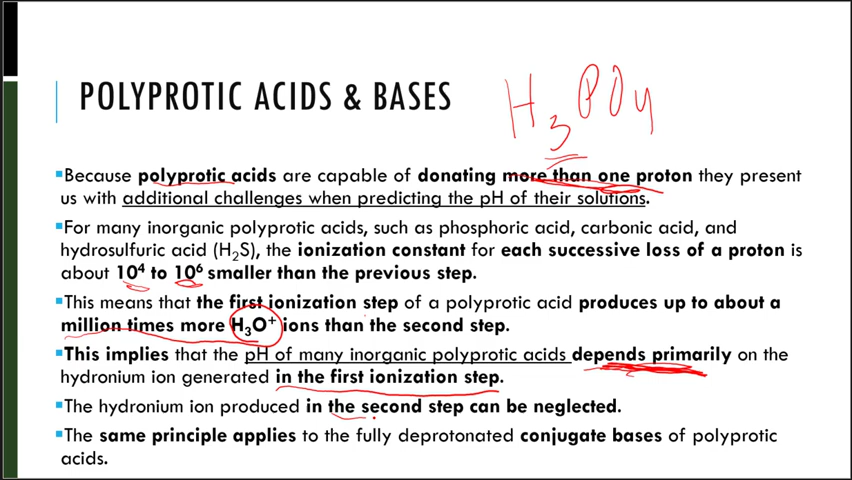 POLYPROTIC ACIDS & BASES
H₃PO₄
▪Because polyprotic acids are capable of donating more than one proton they present
us with additional challenges when predicting the pH of their solutions.
▪For many inorganic polyprotic acids, such as phosphoric acid, carbonic acid, and
hydrosulfuric acid (H₂S), the ionization constant for each successive loss of a proton is
about 10⁴ to 10⁶ smaller than the previous step.
▪This means that the first ionization step of a polyprotic acid produces up to about a
million times more H₃O⁺ ions than the second step.
▪This implies that the pH of many inorganic polyprotic acids depends primarily on the
hydronium ion generated in the first ionization step.
▪The hydronium ion produced in the second step can be neglected.
▪The same principle applies to the fully deprotonated conjugate bases of polyprotic
acids.